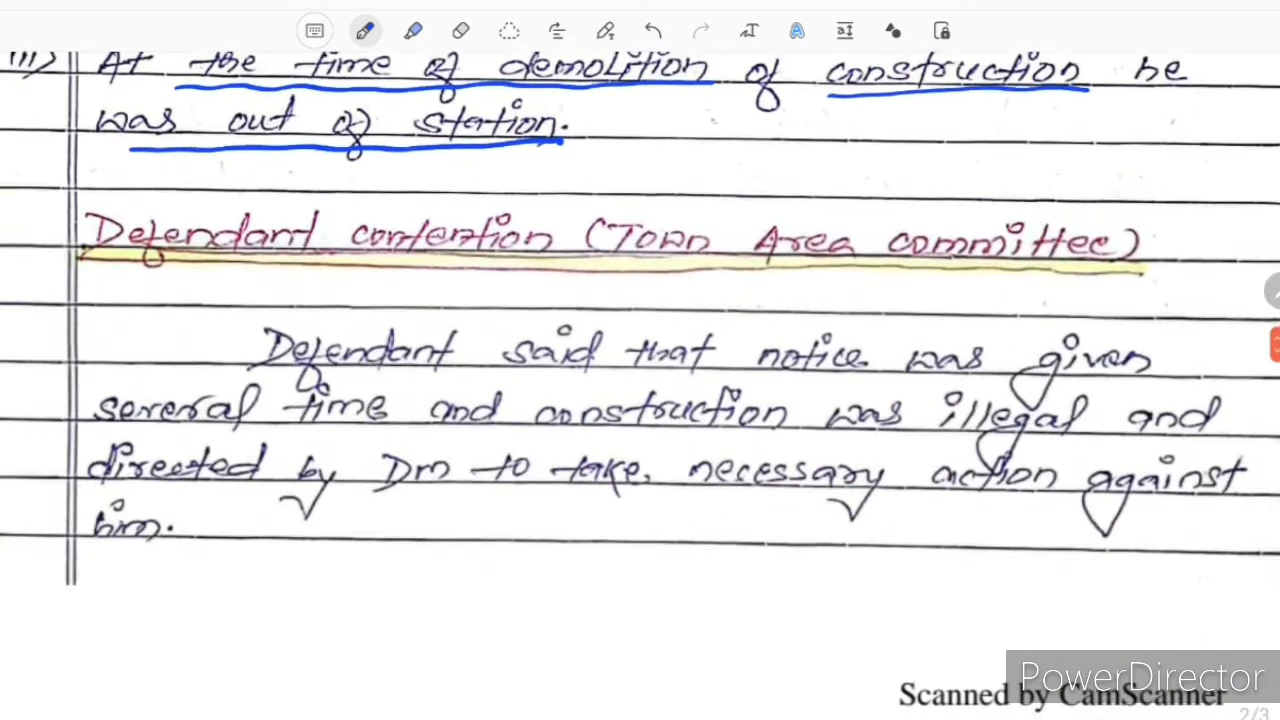 iii) At the time of demolition of construction he
was out of station.
Defendant contention (Town Area committee)
Defendant said that notice was given
several time and construction was illegal and
directed by Dm to take necessary action against
him.
PowerDirector
Scanned by CamScanner
2/3